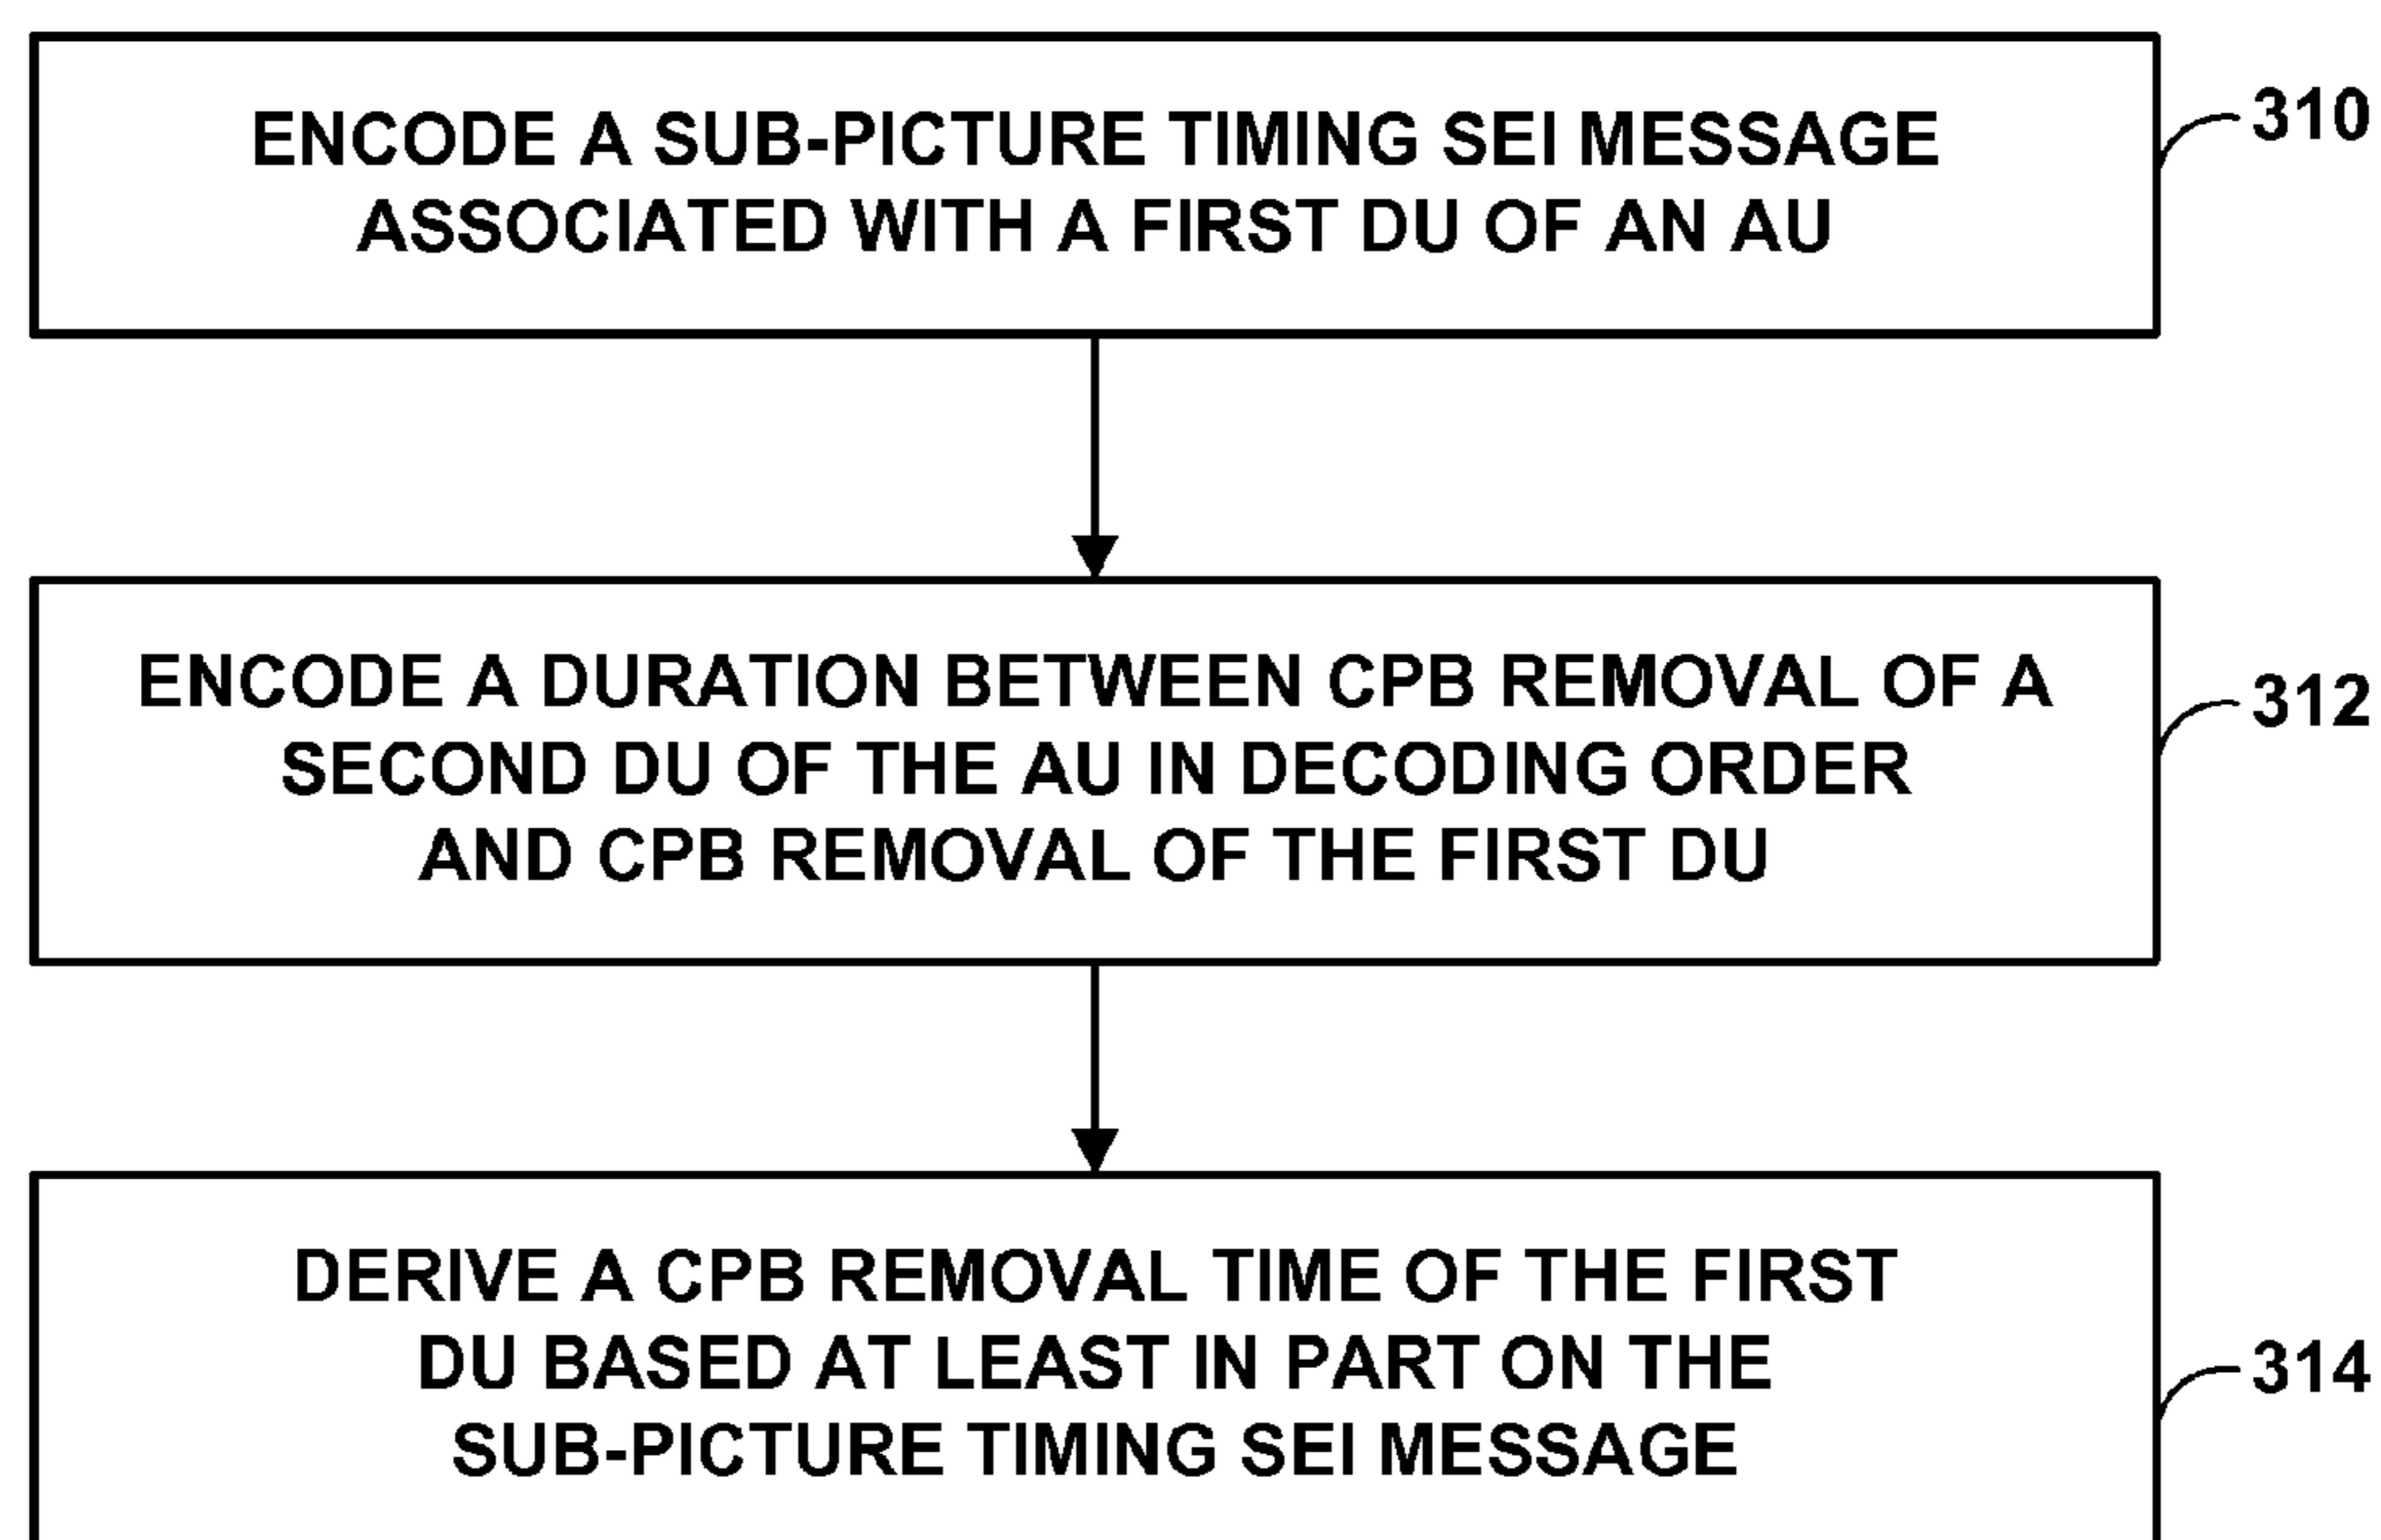 ENCODE A SUB-PICTURE TIMING SEI MESSAGE
ASSOCIATED WITH A FIRST DU OF AN AU
310
ENCODE A DURATION BETWEEN CPB REMOVAL OF A
SECOND DU OF THE AU IN DECODING ORDER
AND CPB REMOVAL OF THE FIRST DU
312
DERIVE A CPB REMOVAL TIME OF THE FIRST
DU BASED AT LEAST IN PART ON THE
SUB-PICTURE TIMING SEI MESSAGE
314